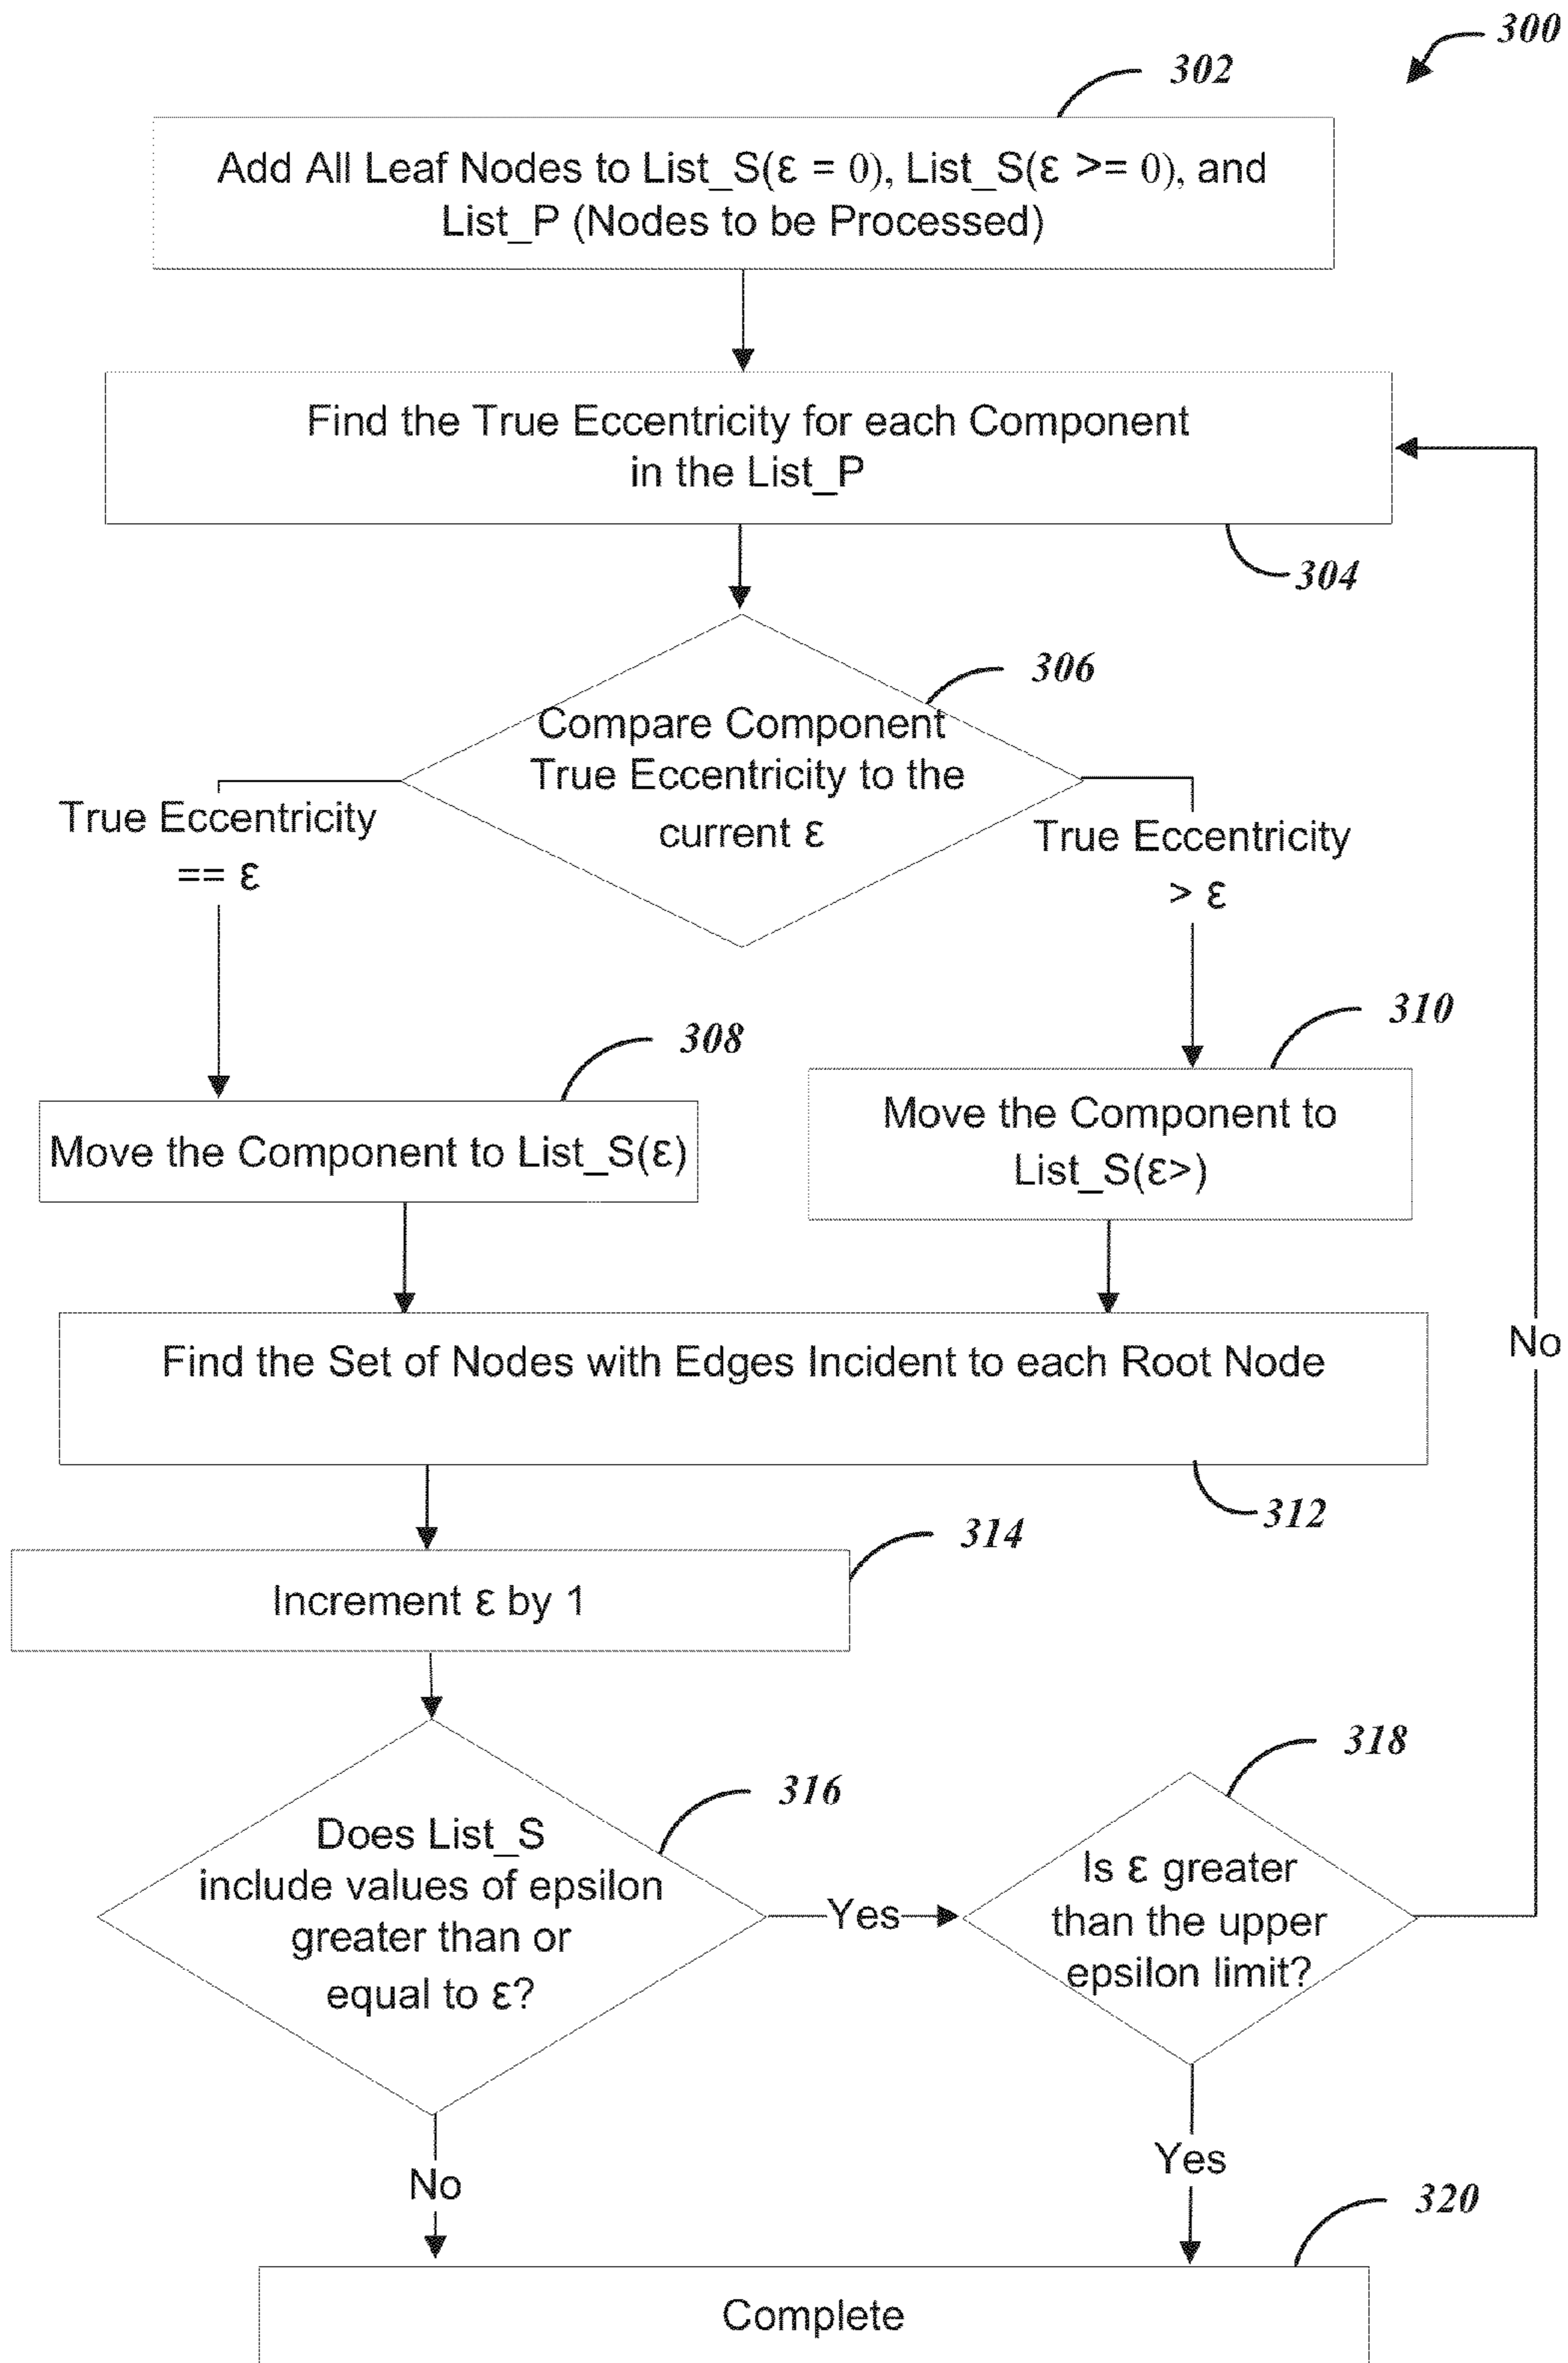 300
302
Add All Leaf Nodes to List_S(ε = 0), List_S(ε >= 0), and
List_P (Nodes to be Processed)
Find the True Eccentricity for each Component
in the List_P
304
306
Compare Component
True Eccentricity to the
current ε
True Eccentricity
== ε
True Eccentricity
> ε
308
Move the Component to List_S(ε)
310
Move the Component to
List_S(ε>)
Find the Set of Nodes with Edges Incident to each Root Node
312
No
314
Increment ε by 1
316
Does List_S
include values of epsilon
greater than or
equal to ε?
Yes
318
Is ε greater
than the upper
epsilon limit?
No
Yes
320
Complete